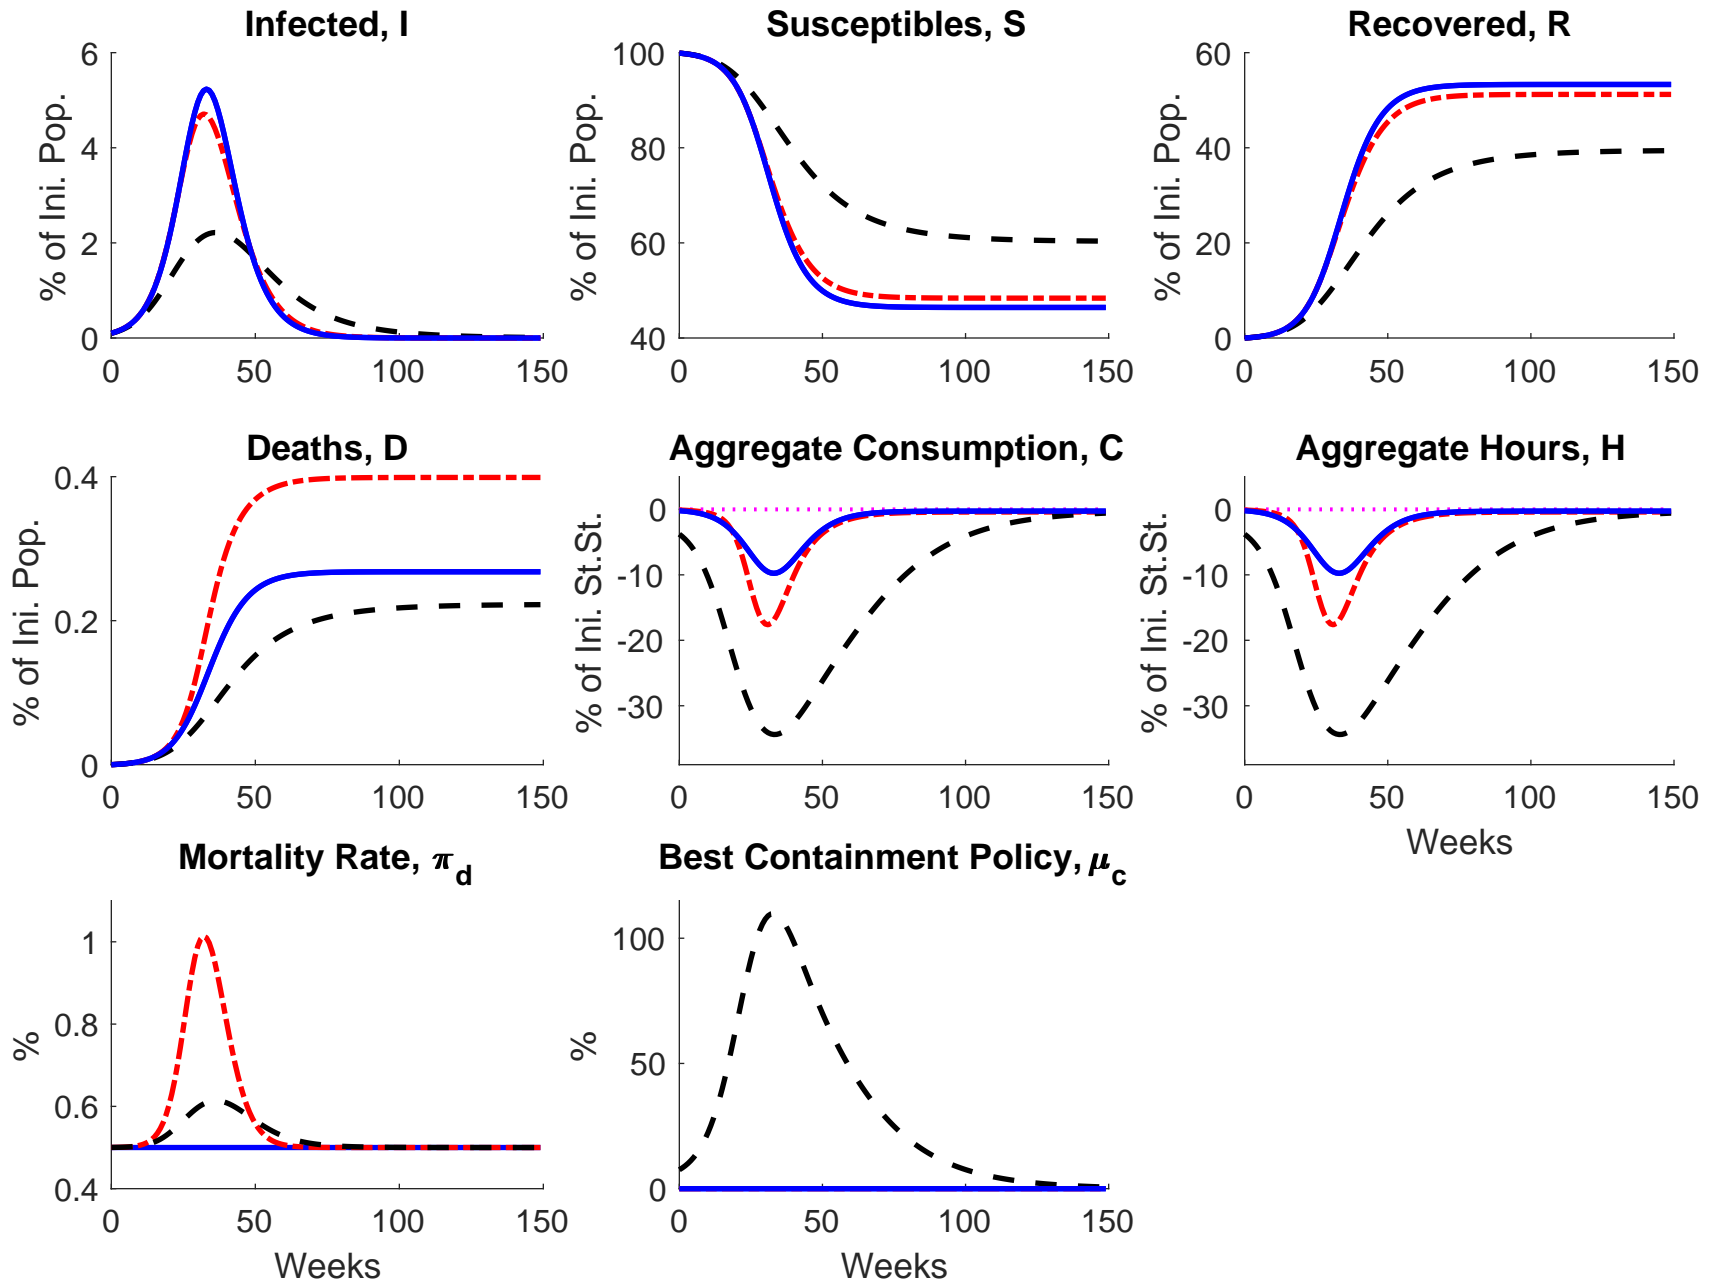 Infected, I
% of Ini. Pop.
6
4
2
0
0 50 100 150
Susceptibles, S
% of Ini. Pop.
100
80
60
40
0 50 100 150
Recovered, R
% of Ini. Pop.
60
40
20
0
0 50 100 150
Deaths, D
% of Ini. Pop.
0.4
0.2
0
0 50 100 150
Aggregate Consumption, C
% of Ini. St.St.
0
-10
-20
-30
0 50 100 150
Aggregate Hours, H
% of Ini. St.St.
0
-10
-20
-30
0 50 100 150
Weeks
Mortality Rate, π_d
%
1
0.8
0.6
0.4
0 50 100 150
Weeks
Best Containment Policy, μ_c
%
100
50
0
0 50 100 150
Weeks